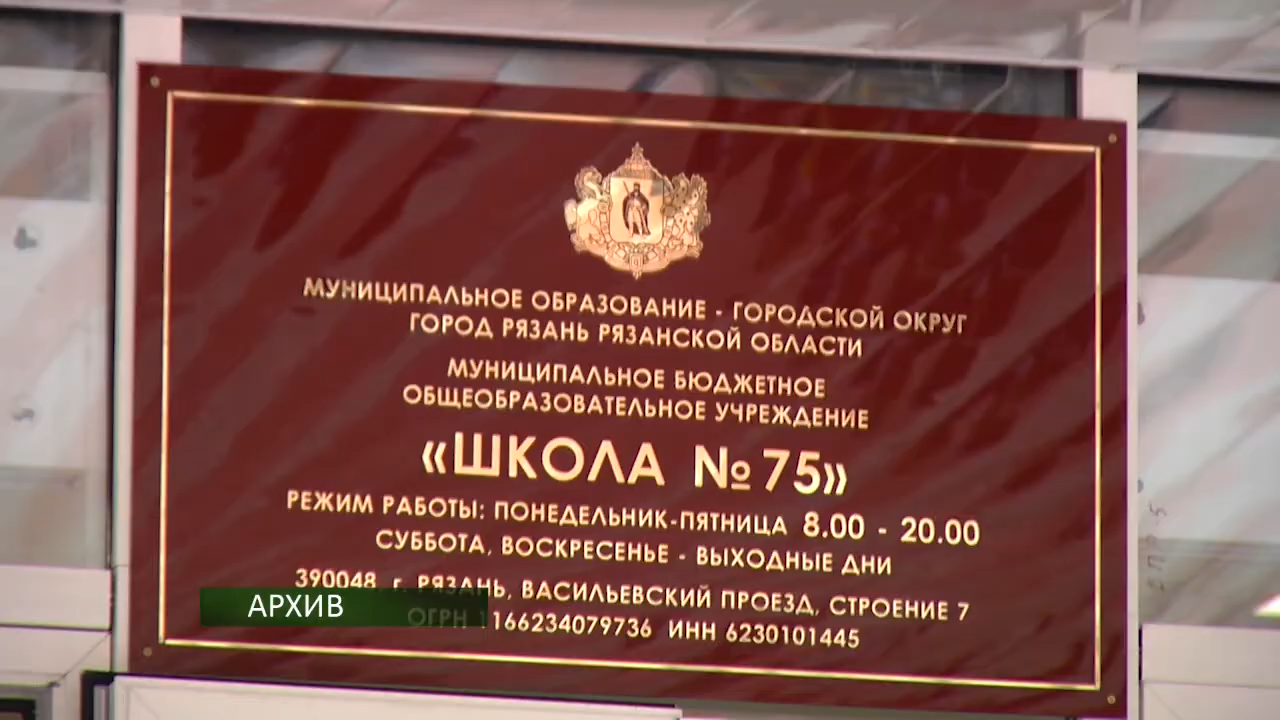 МУНИЦИПАЛЬНОЕ ОБРАЗОВАНИЕ - ГОРОДСКОЙ ОКРУГ
ГОРОД РЯЗАНЬ РЯЗАНСКОЙ ОБЛАСТИ
МУНИЦИПАЛЬНОЕ БЮДЖЕТНОЕ
ОБЩЕОБРАЗОВАТЕЛЬНОЕ УЧРЕЖДЕНИЕ
«ШКОЛА №75»
РЕЖИМ РАБОТЫ: ПОНЕДЕЛЬНИК-ПЯТНИЦА 8.00 - 20.00
СУББОТА, ВОСКРЕСЕНЬЕ - ВЫХОДНЫЕ ДНИ
390048, г. РЯЗАНЬ, ВАСИЛЬЕВСКИЙ ПРОЕЗД, СТРОЕНИЕ 7
ОГРН 1166234079736 ИНН 6230101445
АРХИВ